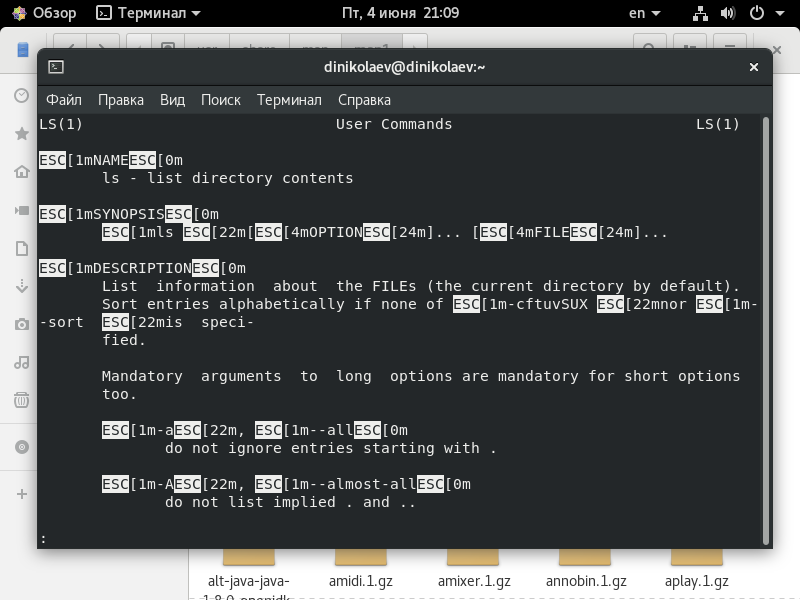 Обзор Терминал Пт, 4 июня 21:09 en
dinikolaev@dinikolaev:~
Файл Правка Вид Поиск Терминал Справка
LS(1) User Commands LS(1)
ESC[1mNAMEESC[0m
ls - list directory contents
ESC[1mSYNOPSISESC[0m
ESC[1mls ESC[22m[ESC[4mOPTIONESC[24m]... [ESC[4mFILEESC[24m]...
ESC[1mDESCRIPTIONESC[0m
List information about the FILEs (the current directory by default).
Sort entries alphabetically if none of ESC[1m-cftuvSUX ESC[22mnor ESC[1m-
-sort ESC[22mis speci-
fied.
Mandatory arguments to long options are mandatory for short options
too.
ESC[1m-aESC[22m, ESC[1m--allESC[0m
do not ignore entries starting with .
ESC[1m-AESC[22m, ESC[1m--almost-allESC[0m
do not list implied . and ..
:
alt-java-java- amidi.1.gz amixer.1.gz annobin.1.gz aplay.1.gz